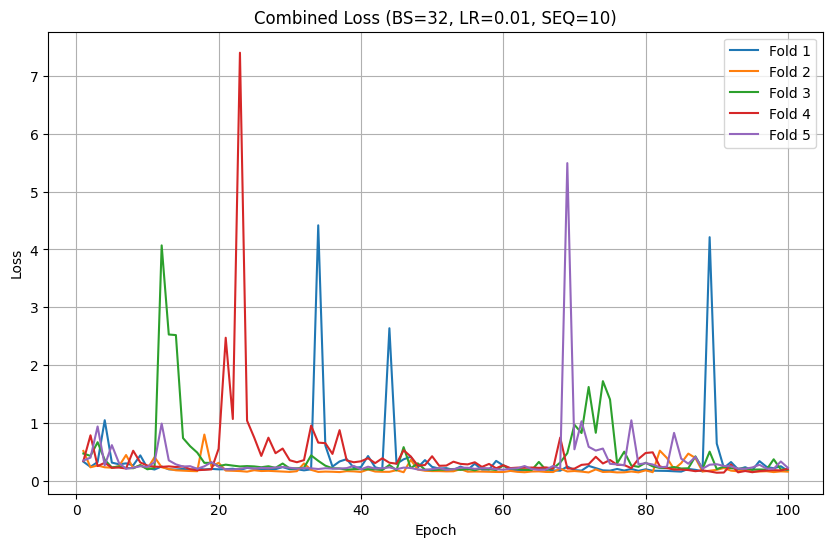 Combined Loss (BS=32, LR=0.01, SEQ=10)
Fold 1
Fold 2
Fold 3
Fold 4
Fold 5
Loss
7
6
5
4
3
2
1
0
0 20 40 60 80 100
Epoch